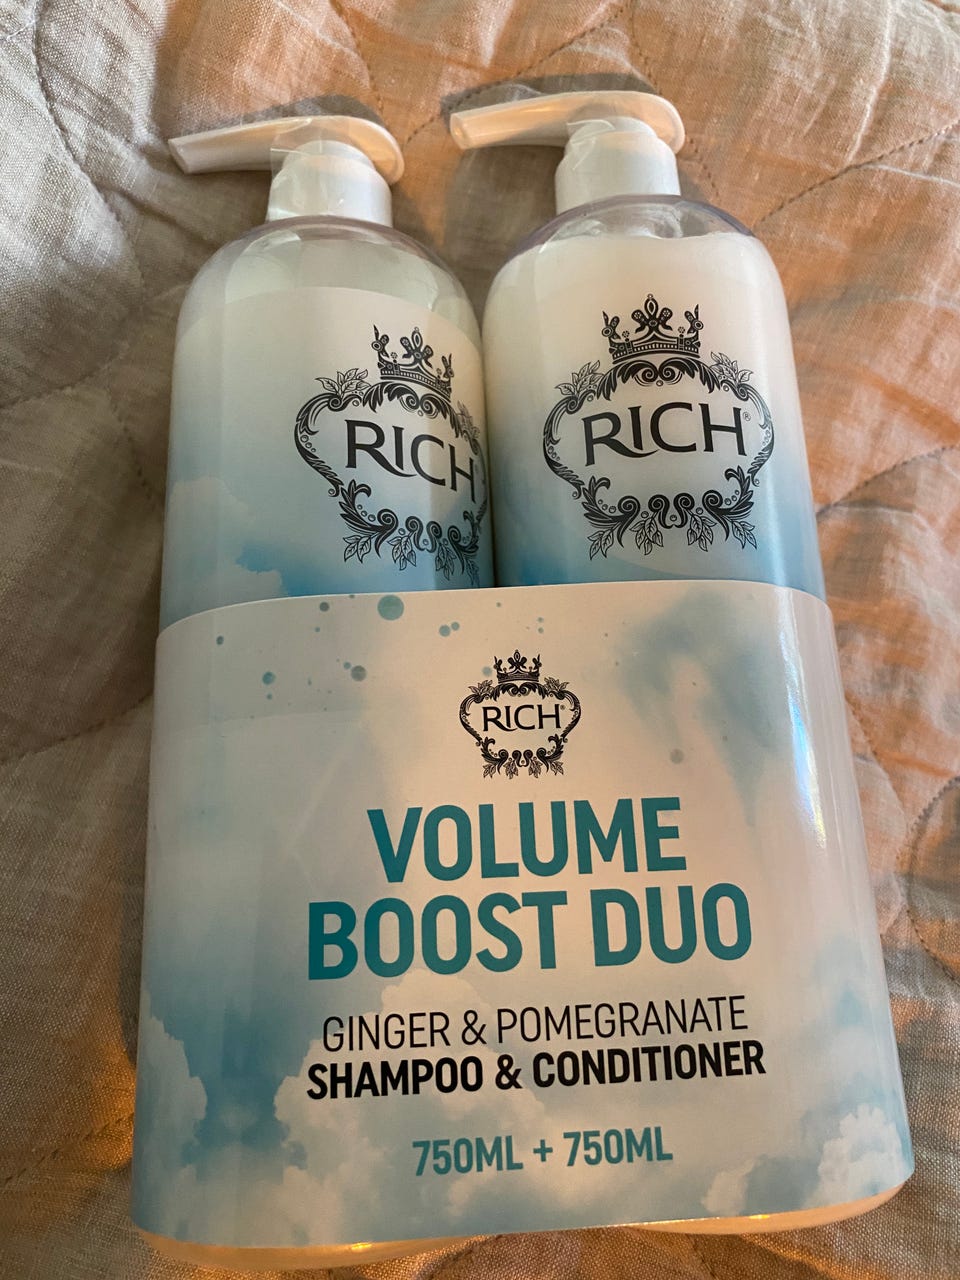 RICH
RICH®
RICH®
VOLUME
BOOST DUO
GINGER & POMEGRANATE
SHAMPOO & CONDITIONER
750ML + 750ML